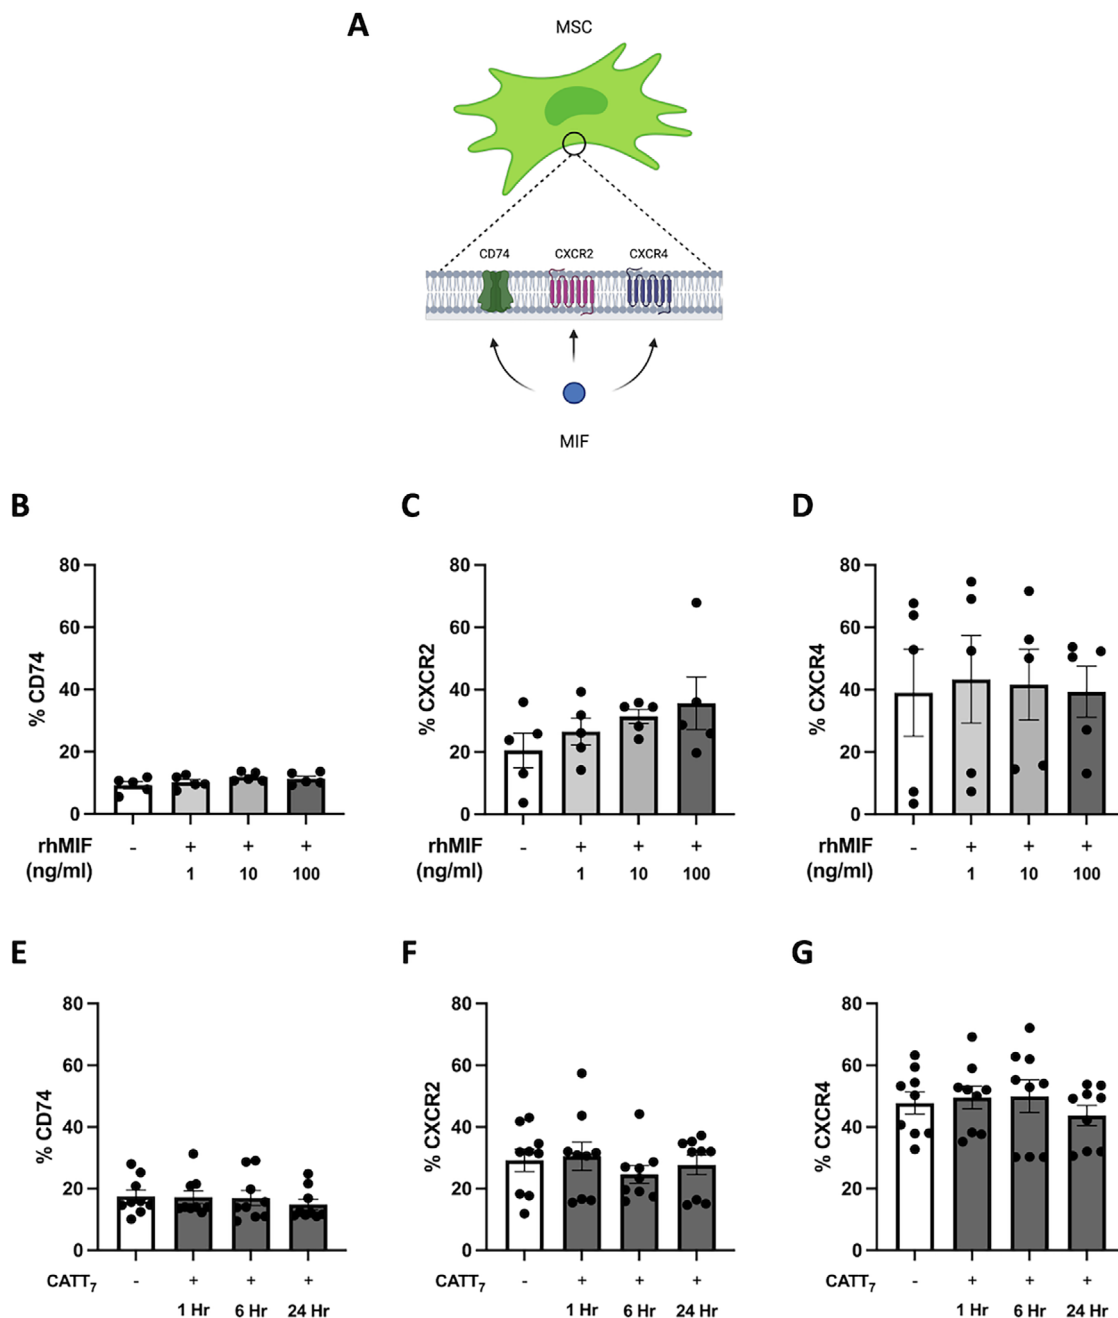 A
MSC
CD74 CXCR2 CXCR4
MIF
B
% CD74
80
60
40
20
0
rhMIF - + + +
(ng/ml) 1 10 100
C
% CXCR2
80
60
40
20
0
rhMIF - + + +
(ng/ml) 1 10 100
D
% CXCR4
80
60
40
20
0
rhMIF - + + +
(ng/ml) 1 10 100
E
% CD74
80
60
40
20
0
CATT7 - + + +
1 Hr 6 Hr 24 Hr
F
% CXCR2
80
60
40
20
0
CATT7 - + + +
1 Hr 6 Hr 24 Hr
G
% CXCR4
80
60
40
20
0
CATT7 - + + +
1 Hr 6 Hr 24 Hr